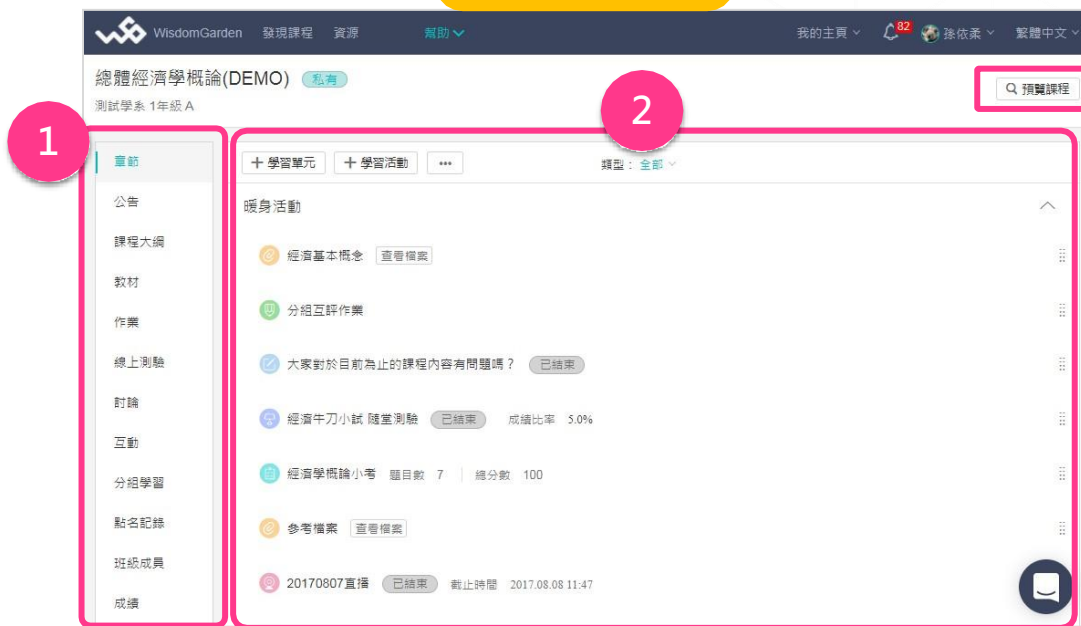 WisdomGarden 發現課程 資源 幫助 我的主頁 82 孫依柔 繁體中文
總體經濟學概論(DEMO) 私有
預覽課程
測試學系 1年級 A
1
2
章節
公告
課程大綱
教材
作業
線上測驗
討論
互動
分組學習
點名記錄
班級成員
成績
+ 學習單元 + 學習活動 ••• 類型： 全部
暖身活動
經濟基本概念 查看檔案
分組互評作業
大家對於目前為止的課程內容有問題嗎？ 已結束
經濟牛刀小試 隨堂測驗 已結束 成績比率 5.0%
經濟學概論小考 題目數 7 總分數 100
參考檔案 查看檔案
20170807直播 已結束 截止時間 2017.08.08 11:47